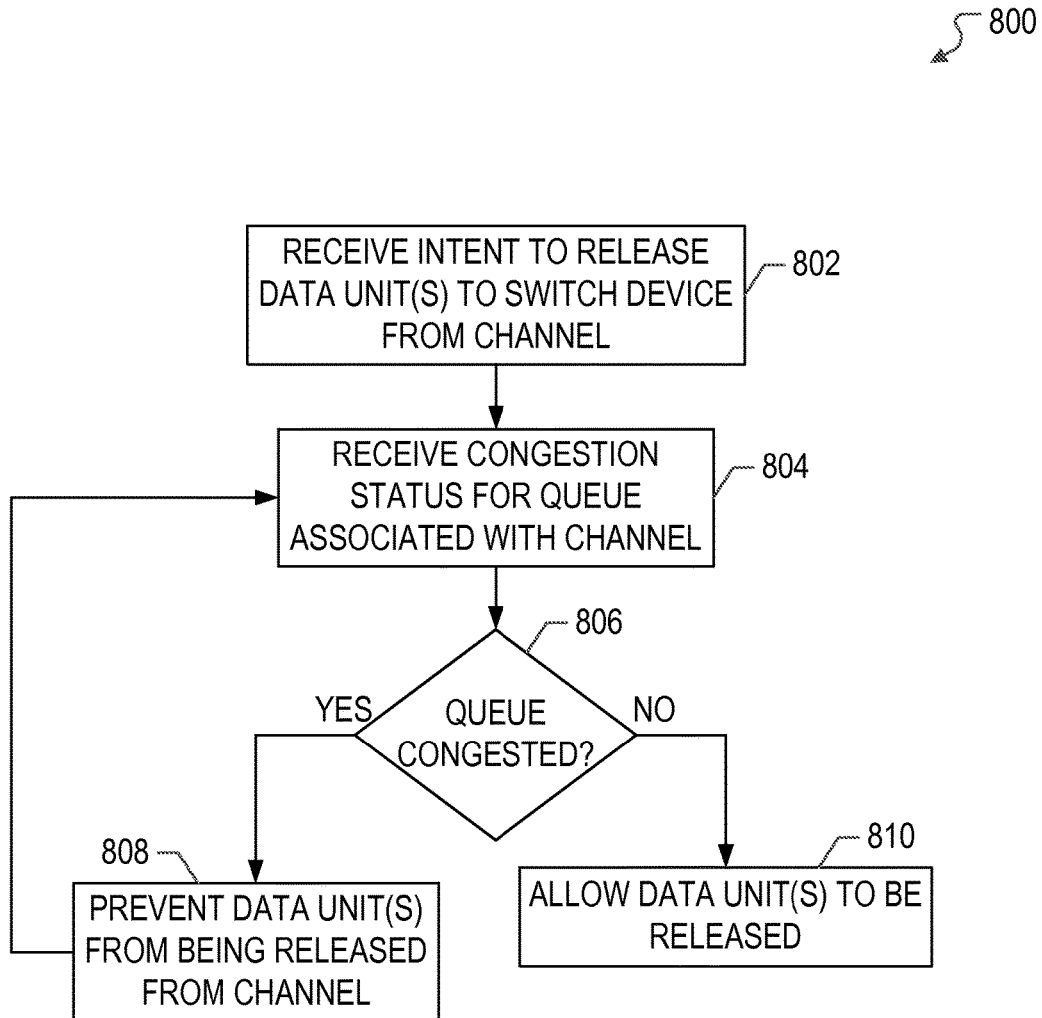 800
RECEIVE INTENT TO RELEASE
DATA UNIT(S) TO SWITCH DEVICE
FROM CHANNEL
802
RECEIVE CONGESTION
STATUS FOR QUEUE
ASSOCIATED WITH CHANNEL
804
806
YES
QUEUE
CONGESTED?
NO
808
PREVENT DATA UNIT(S)
FROM BEING RELEASED
FROM CHANNEL
810
ALLOW DATA UNIT(S) TO BE
RELEASED